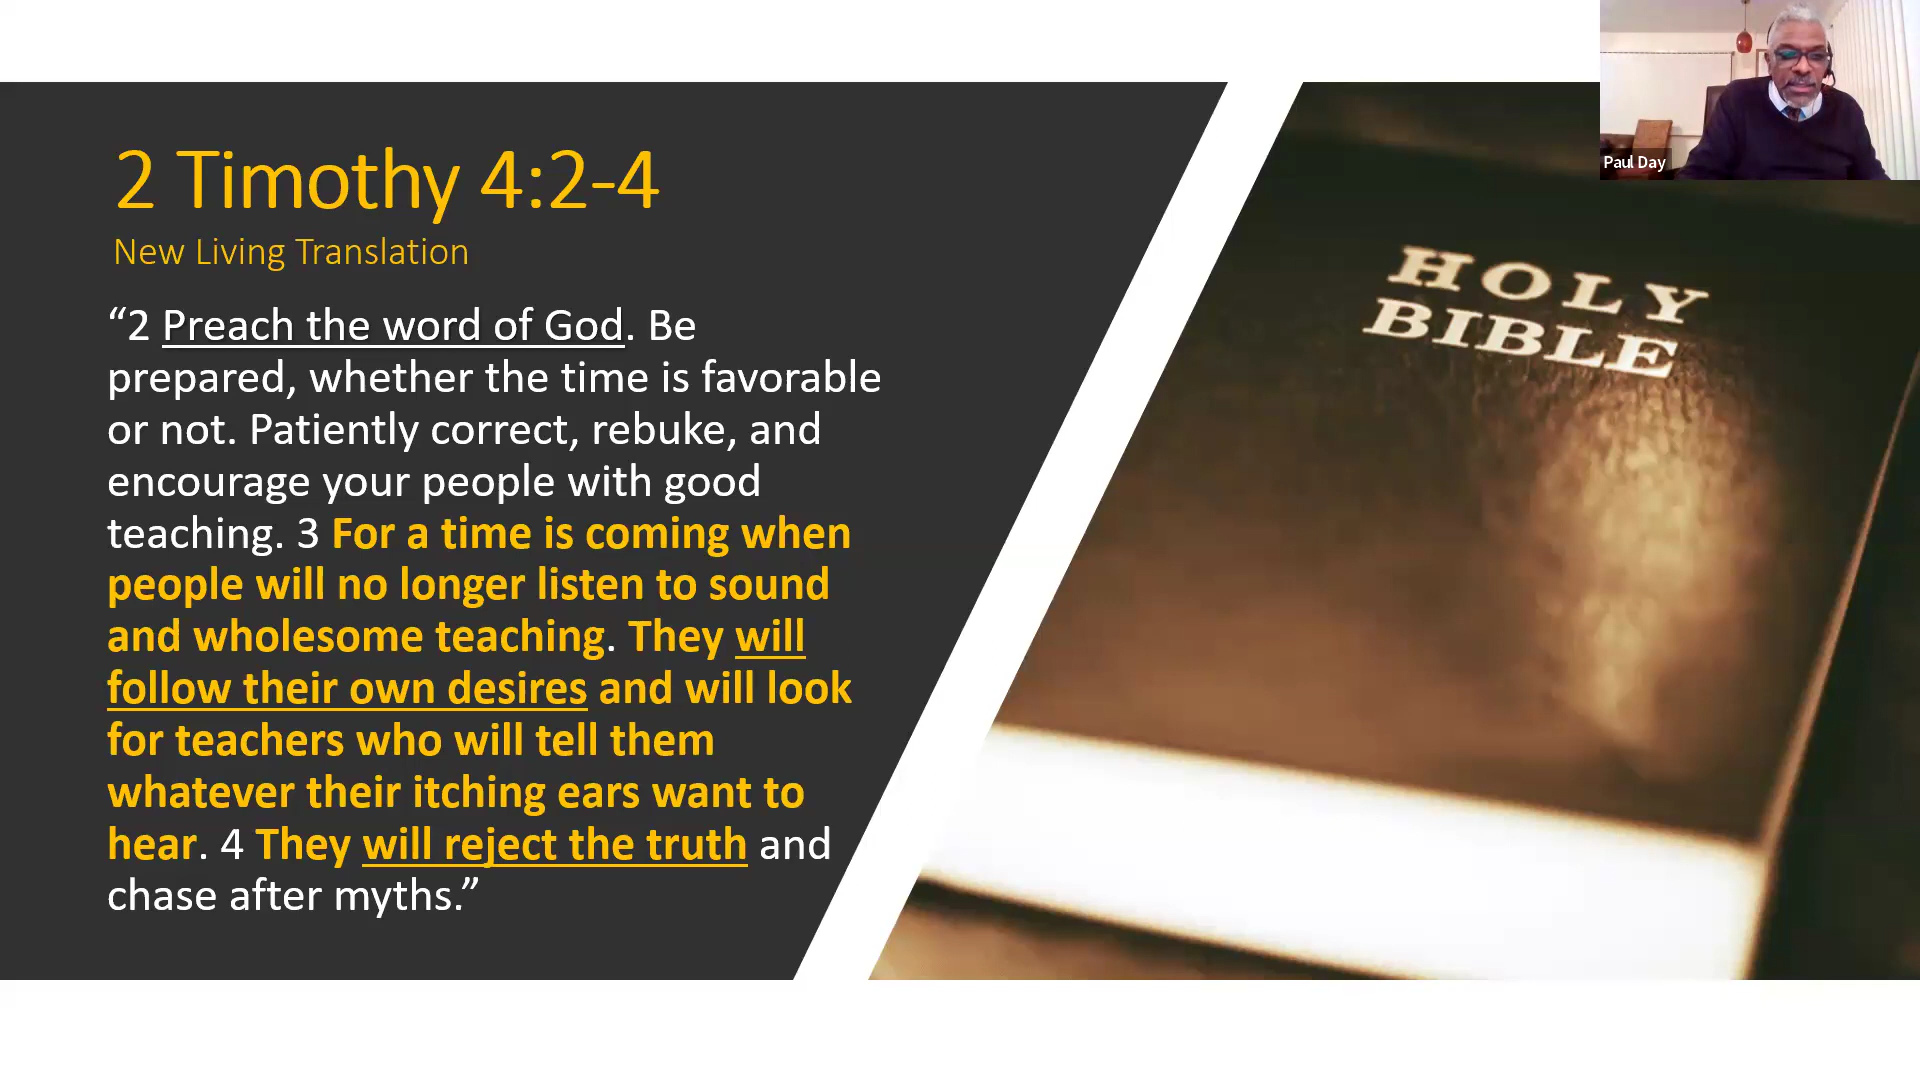 2 Timothy 4:2-4
New Living Translation
“2 Preach the word of God. Be
prepared, whether the time is favorable
or not. Patiently correct, rebuke, and
encourage your people with good
teaching. 3 For a time is coming when
people will no longer listen to sound
and wholesome teaching. They will
follow their own desires and will look
for teachers who will tell them
whatever their itching ears want to
hear. 4 They will reject the truth and
chase after myths.”
HOLY
BIBLE
Paul Day